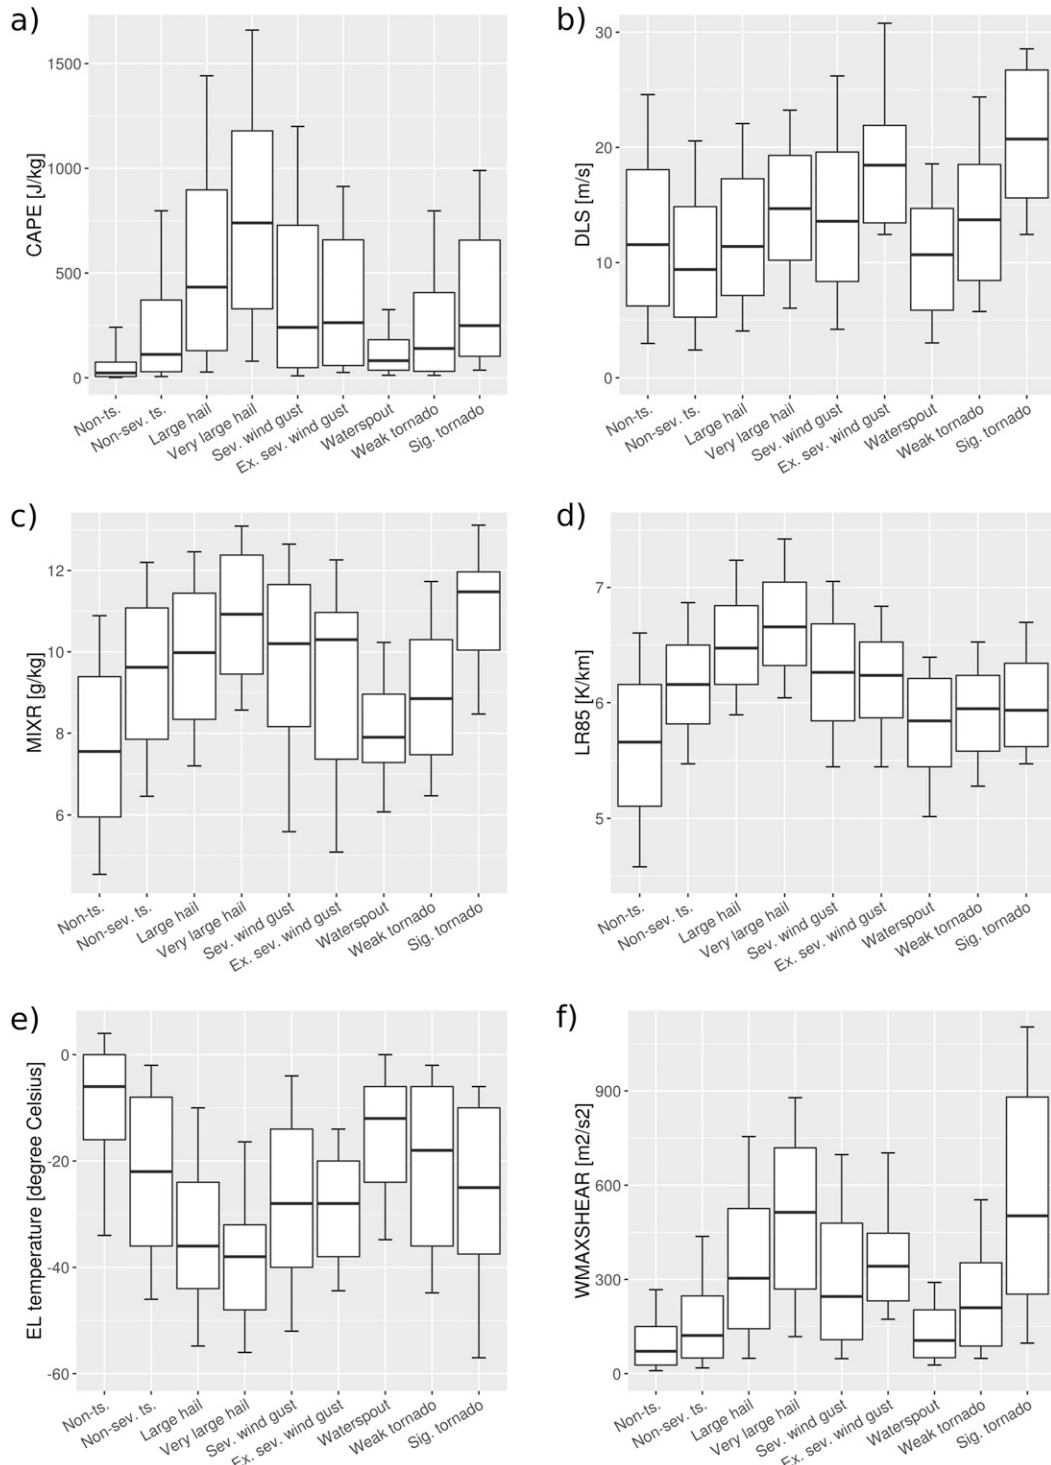 a)
CAPE [J/kg]
1500
1000
500
0
Non-ts.
Non-sev. ts.
Large hail
Very large hail
Sev. wind gust
Ex. sev. wind gust
Waterspout
Weak tornado
Sig. tornado
b)
DLS [m/s]
30
20
10
0
Non-ts.
Non-sev. ts.
Large hail
Very large hail
Sev. wind gust
Ex. sev. wind gust
Waterspout
Weak tornado
Sig. tornado
c)
MIXR [g/kg]
12
10
8
6
Non-ts.
Non-sev. ts.
Large hail
Very large hail
Sev. wind gust
Ex. sev. wind gust
Waterspout
Weak tornado
Sig. tornado
d)
LR85 [K/km]
7
6
5
Non-ts.
Non-sev. ts.
Large hail
Very large hail
Sev. wind gust
Ex. sev. wind gust
Waterspout
Weak tornado
Sig. tornado
e)
EL temperature [degree Celsius]
0
-20
-40
-60
Non-ts.
Non-sev. ts.
Large hail
Very large hail
Sev. wind gust
Ex. sev. wind gust
Waterspout
Weak tornado
Sig. tornado
f)
WMAXSHEAR [m2/s2]
900
600
300
0
Non-ts.
Non-sev. ts.
Large hail
Very large hail
Sev. wind gust
Ex. sev. wind gust
Waterspout
Weak tornado
Sig. tornado